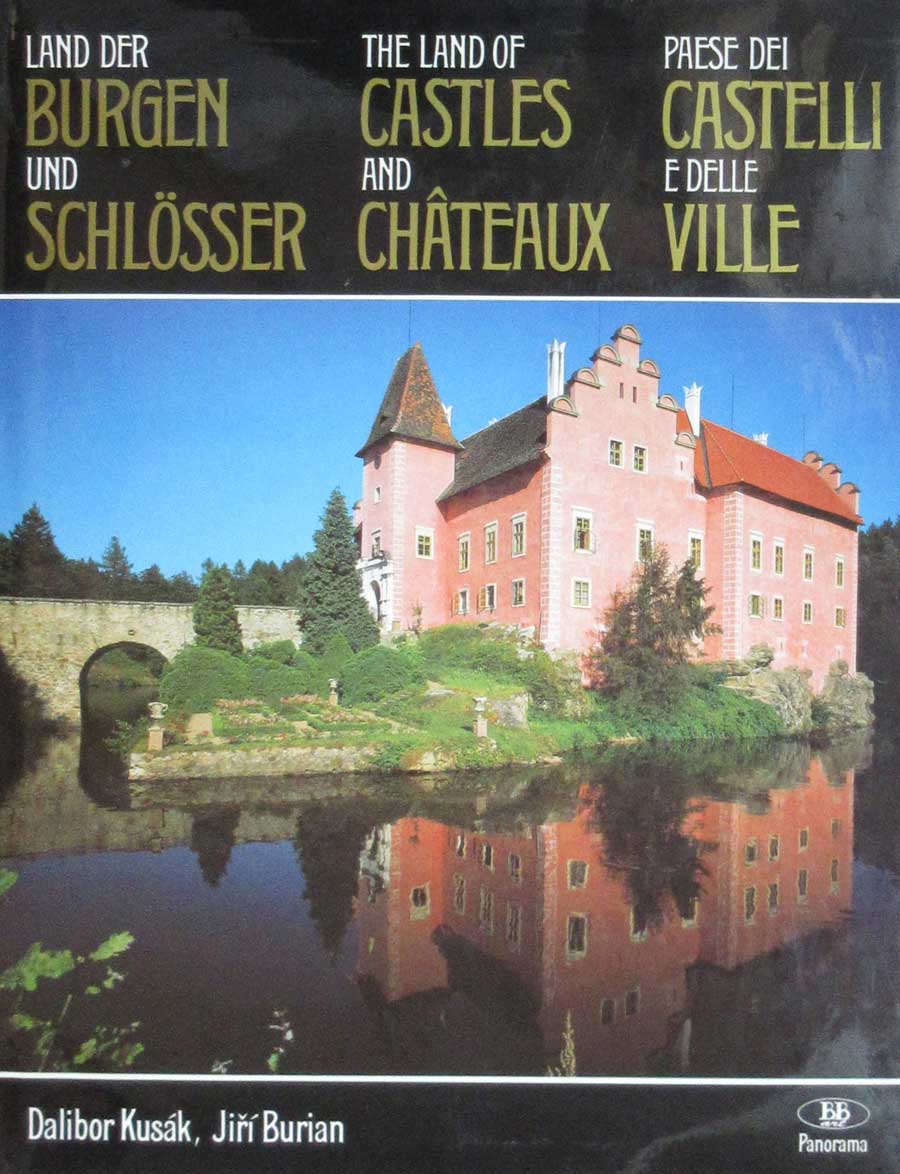 LAND DER
BURGEN
UND
SCHLÖSSER
THE LAND OF
CASTLES
AND
CHÂTEAUX
PAESE DEI
CASTELLI
E DELLE
VILLE
Dalibor Kusák, Jiří Burian
BB
art
Panorama